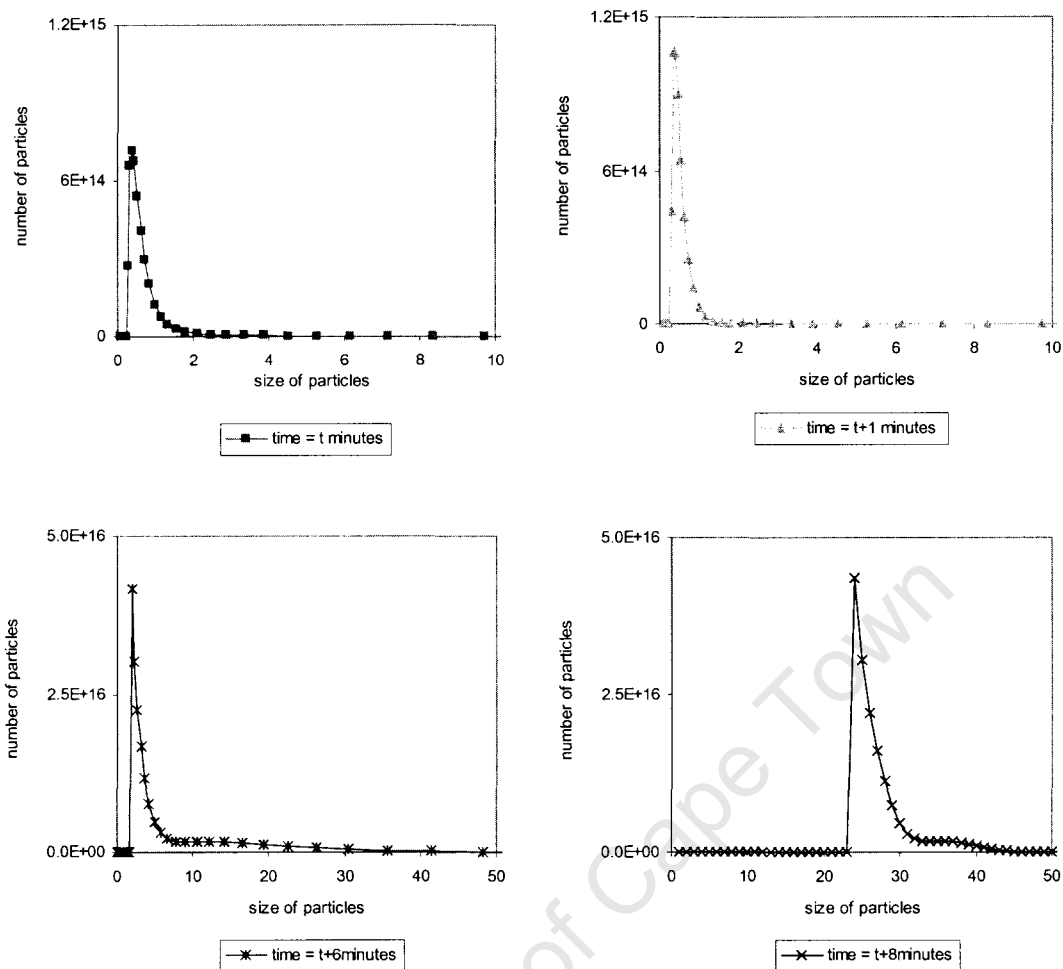 1.2E+15
6E+14
0
number of particles
0 2 4 6 8 10
size of particles
time = t minutes
1.2E+15
6E+14
0
number of particles
0 2 4 6 8 10
size of particles
time = t+1 minutes
5.0E+16
2.5E+16
0.0E+00
number of particles
0 10 20 30 40 50
size of particles
time = t+6minutes
5.0E+16
2.5E+16
0.0E+00
number of particles
0 10 20 30 40 50
size of particles
time = t+8minutes
of Cape Town